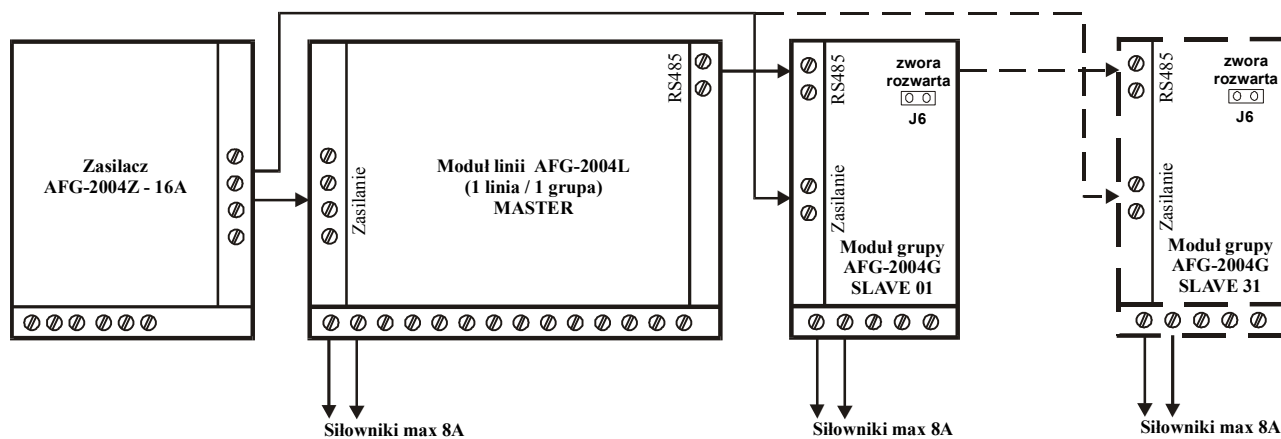 Zasilacz
AFG-2004Z - 16A
Zasilanie
Moduł linii AFG-2004L
(1 linia / 1 grupa)
MASTER
RS485
RS485
zwora
rozwarta
J6
Zasilanie
Moduł grupy
AFG-2004G
SLAVE 01
RS485
zwora
rozwarta
J6
Zasilanie
Moduł grupy
AFG-2004G
SLAVE 31
Siłowniki max 8A
Siłowniki max 8A
Siłowniki max 8A